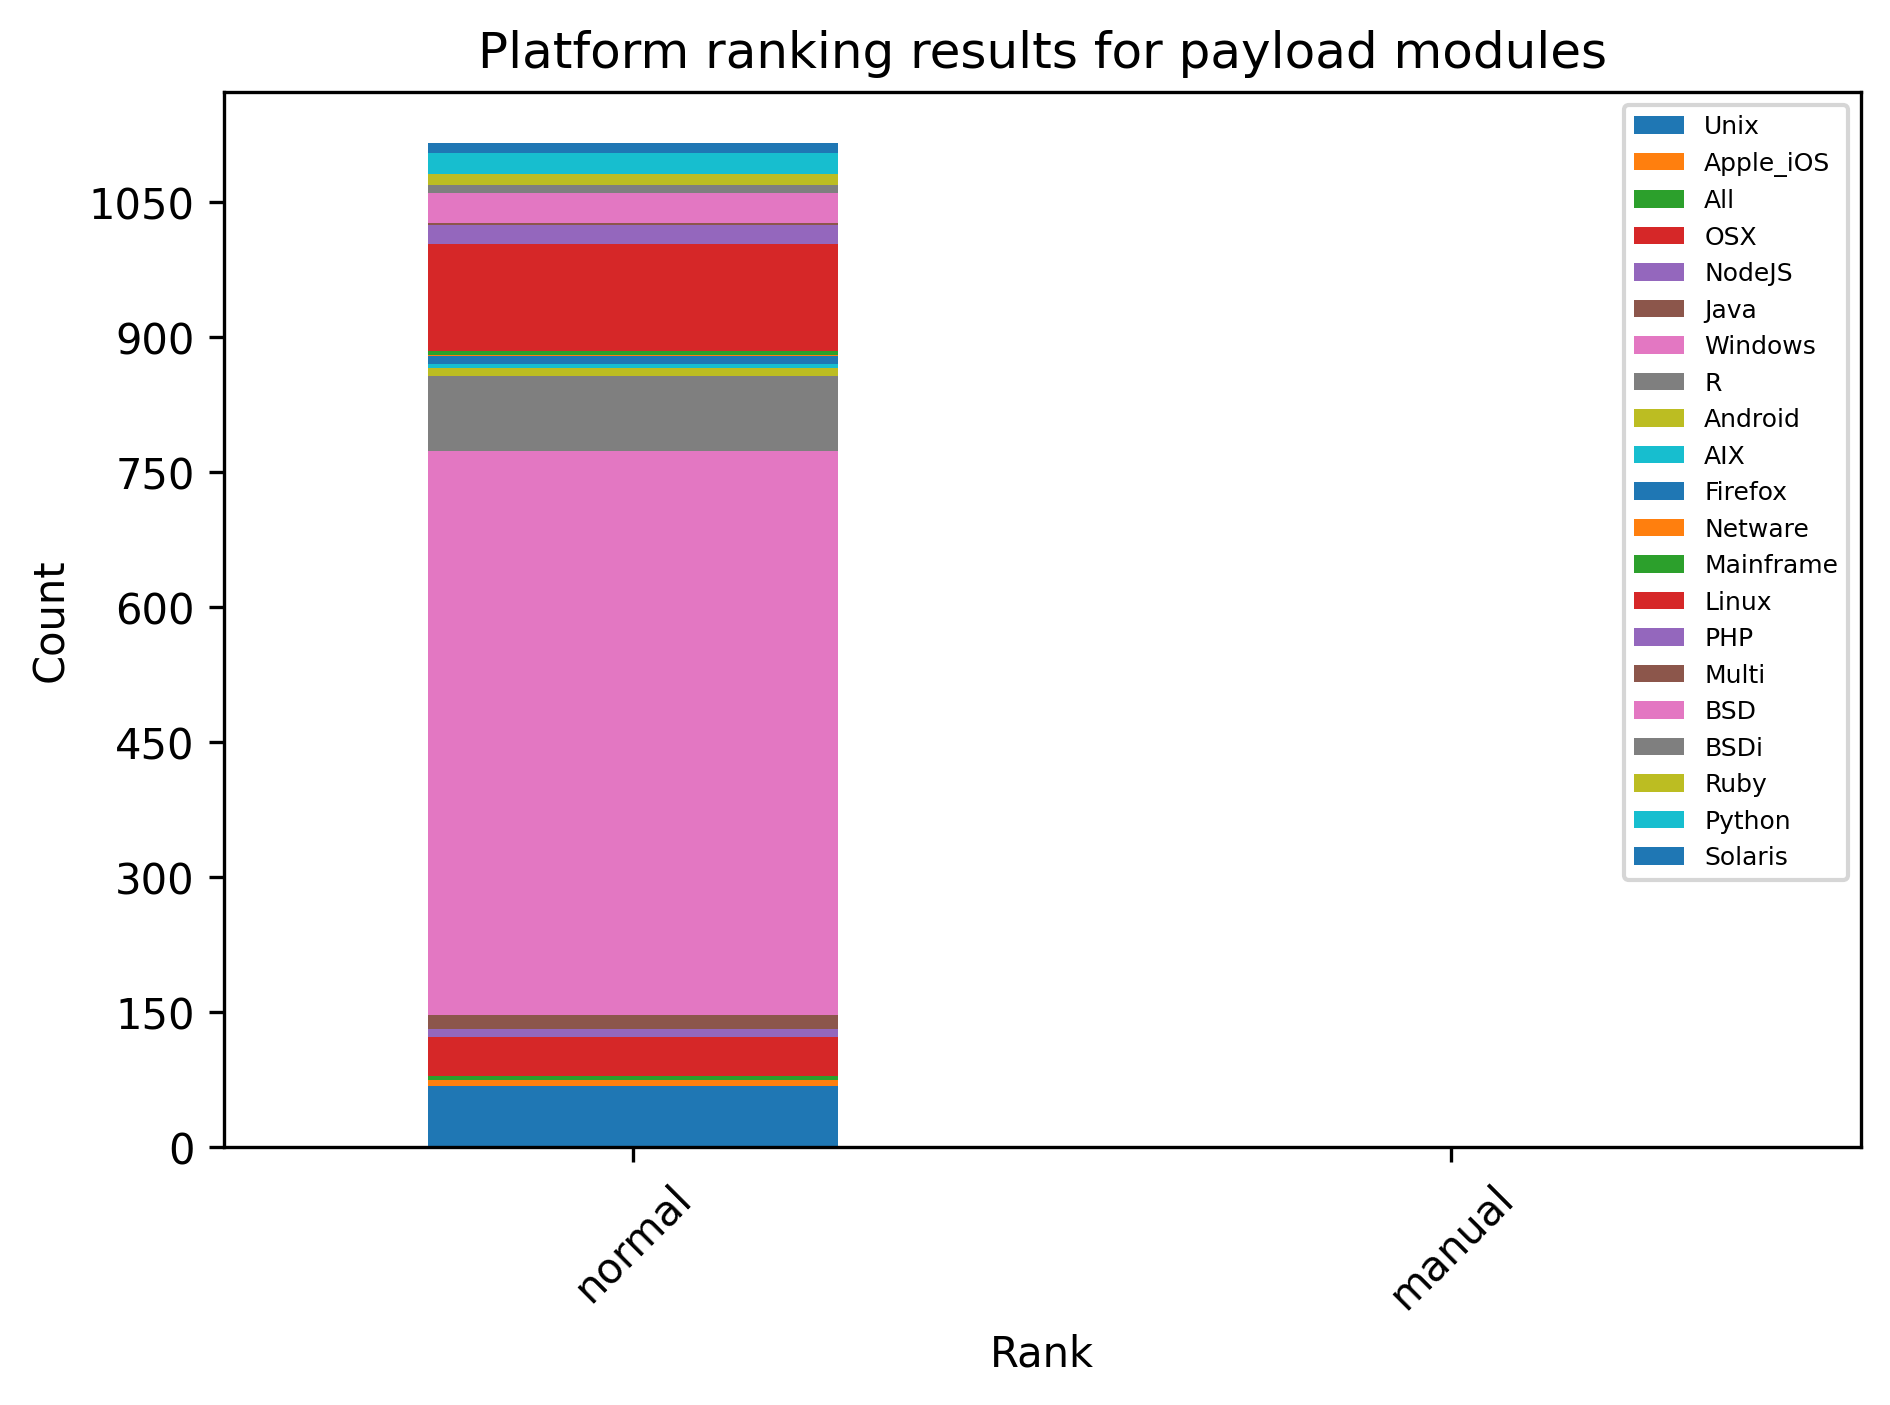 Platform ranking results for payload modules
Count
1050
900
750
600
450
300
150
0
Unix
Apple_iOS
All
OSX
NodeJS
Java
Windows
R
Android
AIX
Firefox
Netware
Mainframe
Linux
PHP
Multi
BSD
BSDi
Ruby
Python
Solaris
normal
manual
Rank